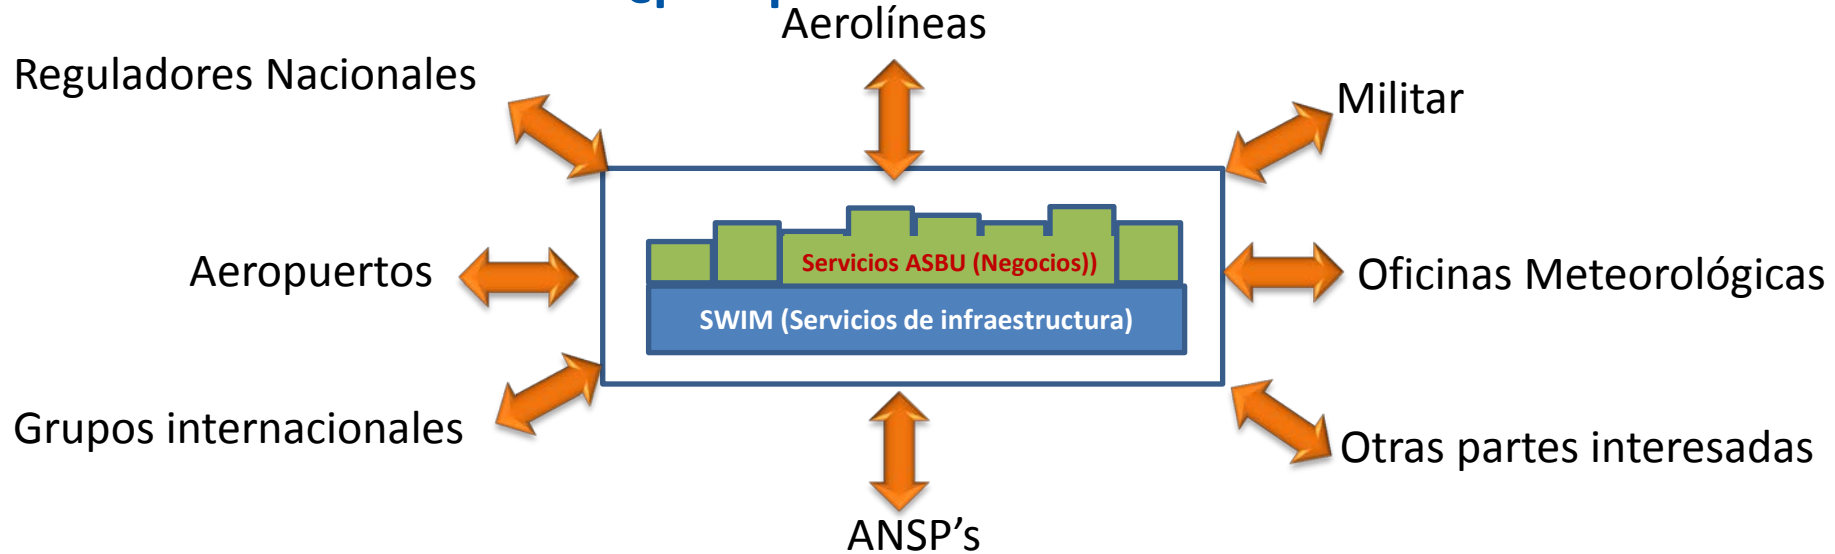 Aerolíneas
Reguladores Nacionales
Militar
Aeropuertos
Servicios ASBU (Negocios))
Oficinas Meteorológicas
SWIM (Servicios de infraestructura)
Grupos internacionales
Otras partes interesadas
ANSP’s